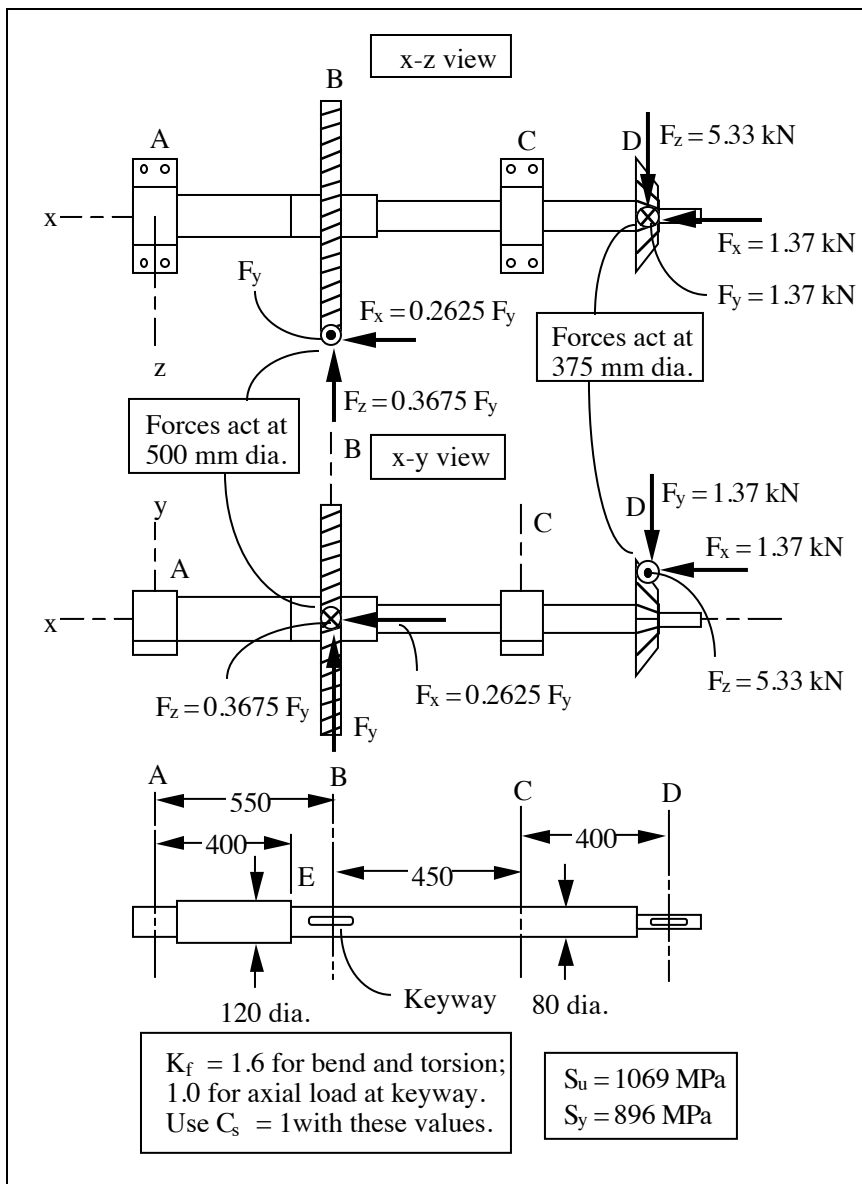 x-z view
B
A
C
D
F_z = 5.33 kN
x
F_x = 1.37 kN
F_y
F_x = 0.2625 F_y
F_y = 1.37 kN
z
Forces act at
375 mm dia.
F_z = 0.3675 F_y
Forces act at
500 mm dia.
B
x-y view
y
A
C
D
F_y = 1.37 kN
F_x = 1.37 kN
x
F_z = 0.3675 F_y
F_x = 0.2625 F_y
F_z = 5.33 kN
F_y
A
B
C
D
550
400
400
E
450
Keyway
120 dia.
80 dia.
K_f = 1.6 for bend and torsion;
1.0 for axial load at keyway.
Use C_s = 1with these values.
S_u = 1069 MPa
S_y = 896 MPa